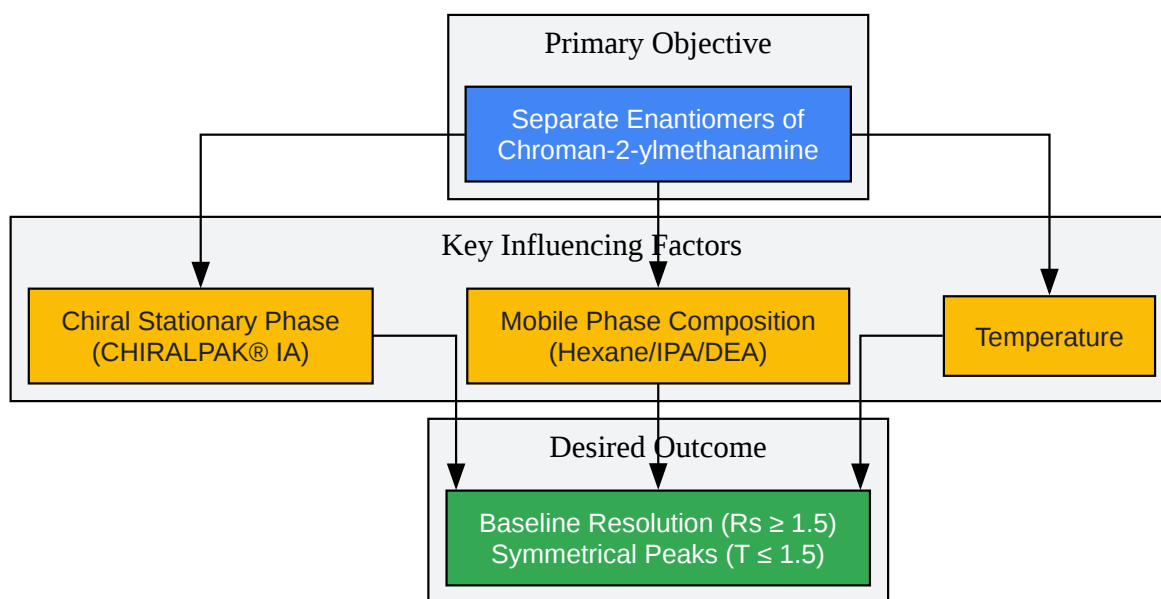 Primary Objective
Separate Enantiomers of
Chroman-2-ylmethanamine
Key Influencing Factors
Chiral Stationary Phase
(CHIRALPAK® IA)
Mobile Phase Composition
(Hexane/IPA/DEA)
Temperature
Desired Outcome
Baseline Resolution (Rs ≥ 1.5)
Symmetrical Peaks (T ≤ 1.5)